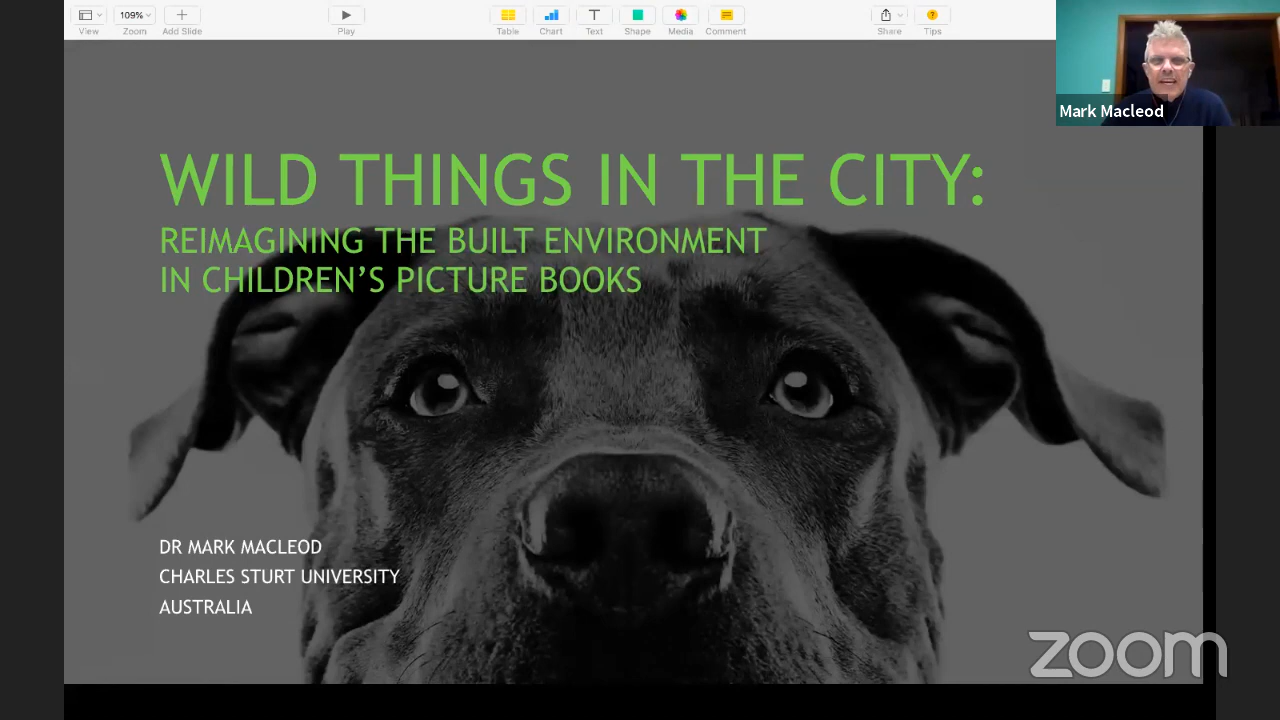 109%
View
Zoom
Add Slide
Play
Table
Chart
Text
Shape
Media
Comment
Share
Tips
Mark Macleod
WILD THINGS IN THE CITY:
REIMAGINING THE BUILT ENVIRONMENT
IN CHILDREN'S PICTURE BOOKS
DR MARK MACLEOD
CHARLES STURT UNIVERSITY
AUSTRALIA
zoom